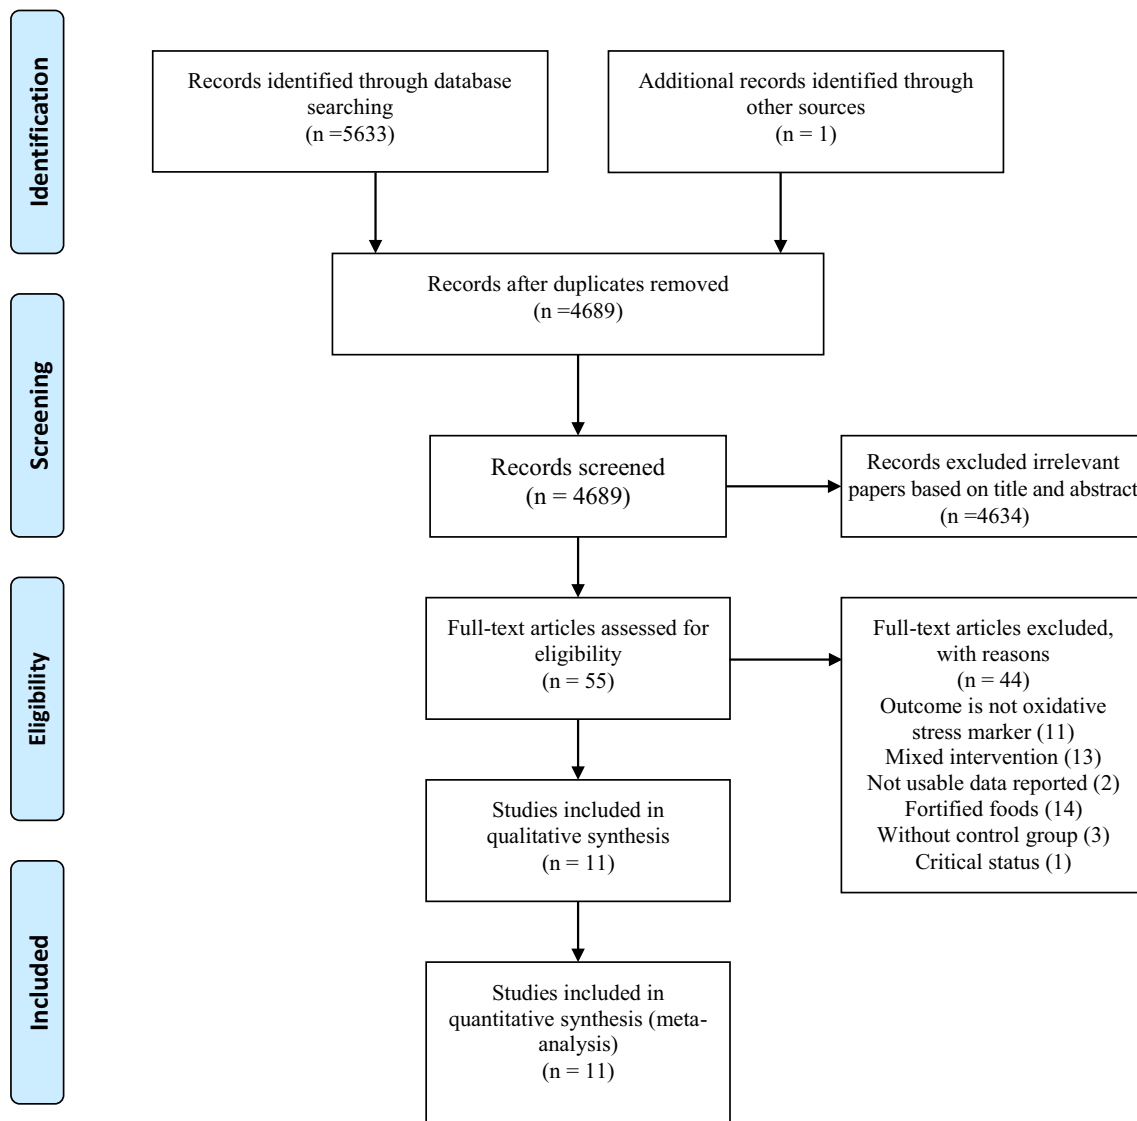 Identification
Records identified through database
searching
(n =5633)
Additional records identified through
other sources
(n = 1)
Records after duplicates removed
(n =4689)
Screening
Records screened
(n = 4689)
Records excluded irrelevant
papers based on title and abstract
(n =4634)
Eligibility
Full-text articles assessed for
eligibility
(n = 55)
Full-text articles excluded,
with reasons
(n = 44)
Outcome is not oxidative
stress marker (11)
Mixed intervention (13)
Not usable data reported (2)
Fortified foods (14)
Without control group (3)
Critical status (1)
Studies included in
qualitative synthesis
(n = 11)
Included
Studies included in
quantitative synthesis (meta-
analysis)
(n = 11)